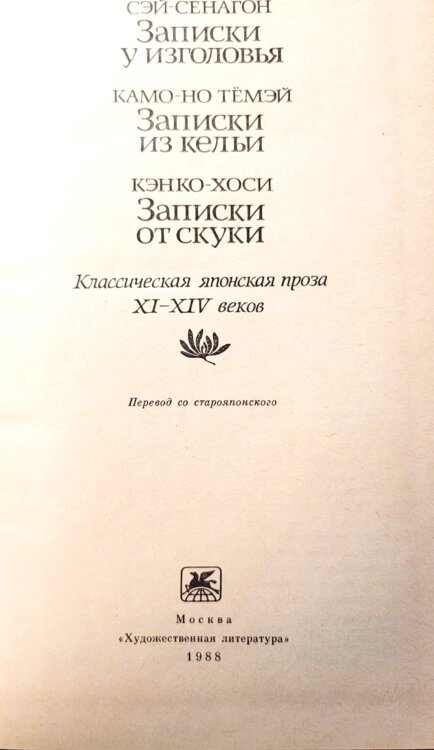 СЭЙ-СЕНАГОН
Записки
у изголовья
КАМО-НО ТЁМЭЙ
Записки
из кельи
КЭНКО-ХОСИ
Записки
от скуки
Классическая японская проза
XI–XIV веков
Перевод со старояпонского
Москва
«Художественная литература»
1988